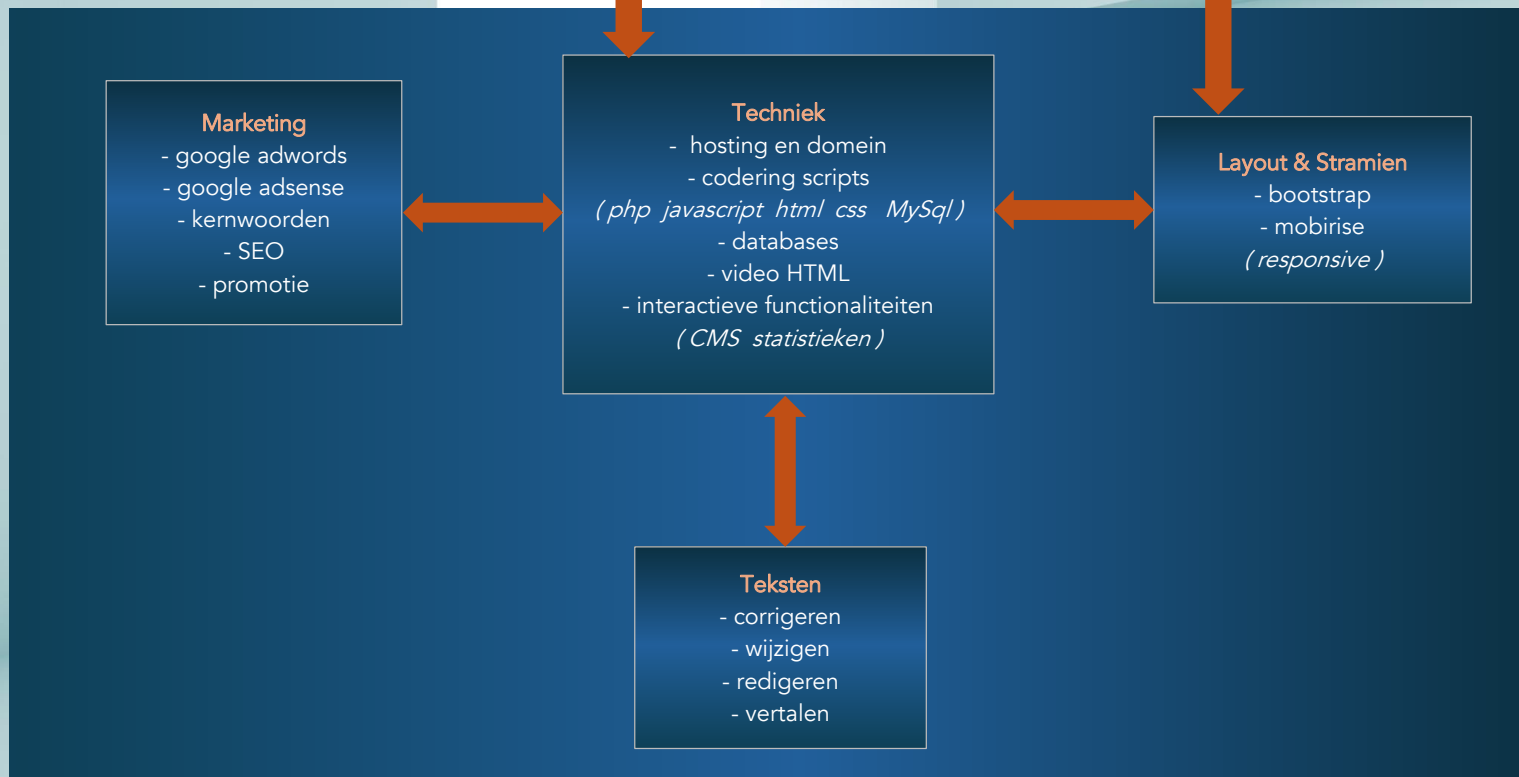 Marketing
- google adwords
- google adsense
- kernwoorden
- SEO
- promotie
Techniek
- hosting en domein
- codering scripts
( php javascript html css MySql )
- databases
- video HTML
- interactieve functionaliteiten
( CMS statistieken )
Layout & Stramien
- bootstrap
- mobirise
( responsive )
Teksten
- corrigeren
- wijzigen
- redigeren
- vertalen